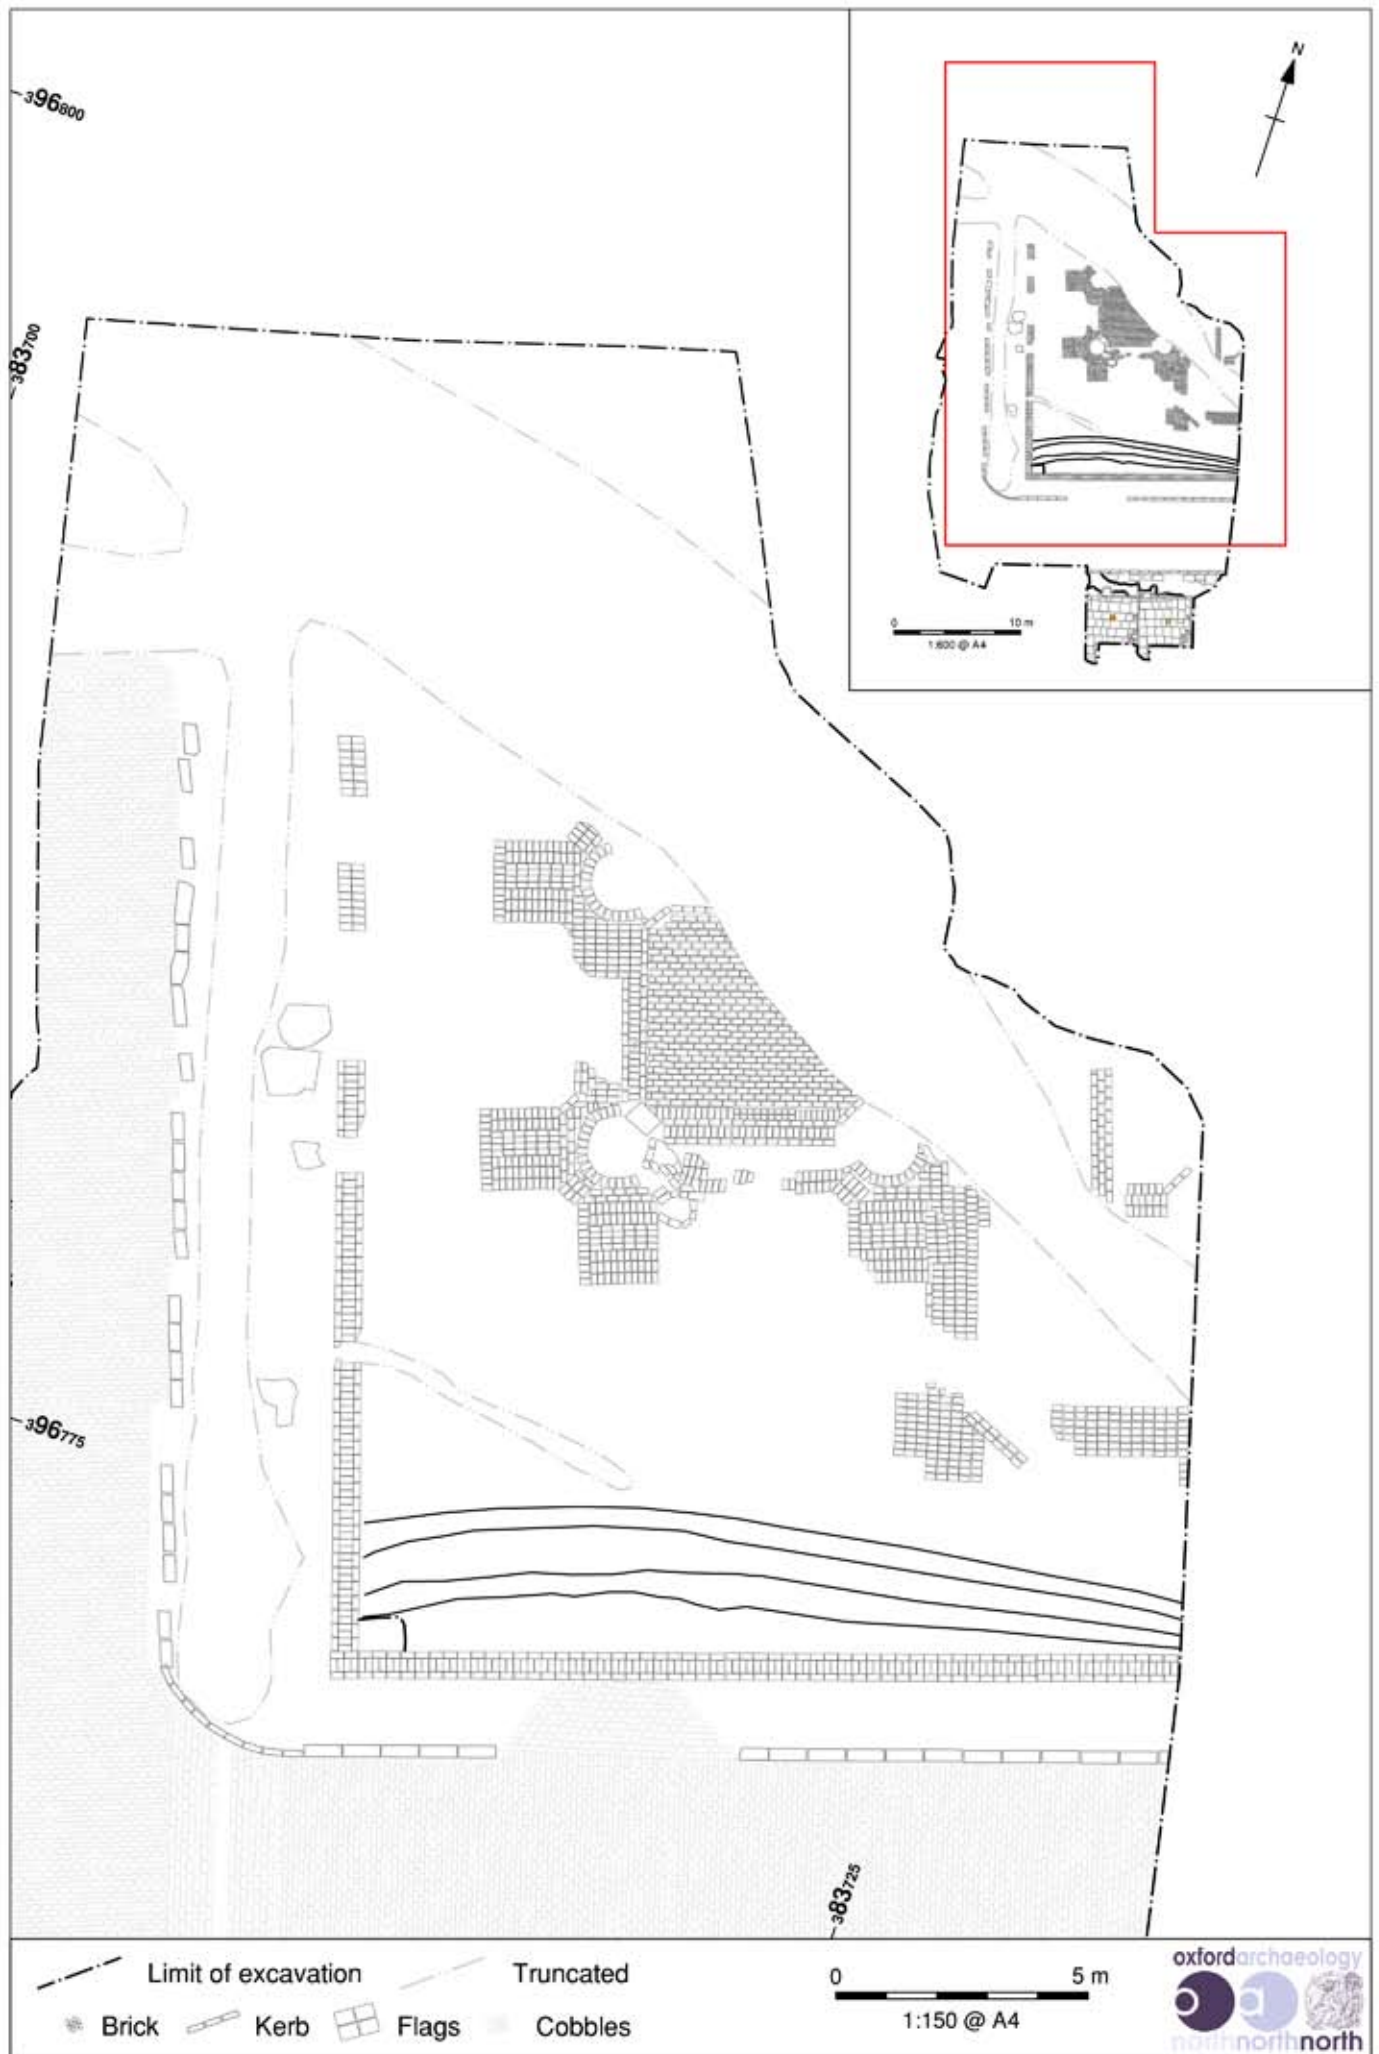 N
396800
383700
0 10 m
1:600 @ A4
396775
383725
Limit of excavation
Truncated
Brick
Kerb
Flags
Cobbles
0 5 m
1:150 @ A4
oxfordarchaeology
northnorthnorth